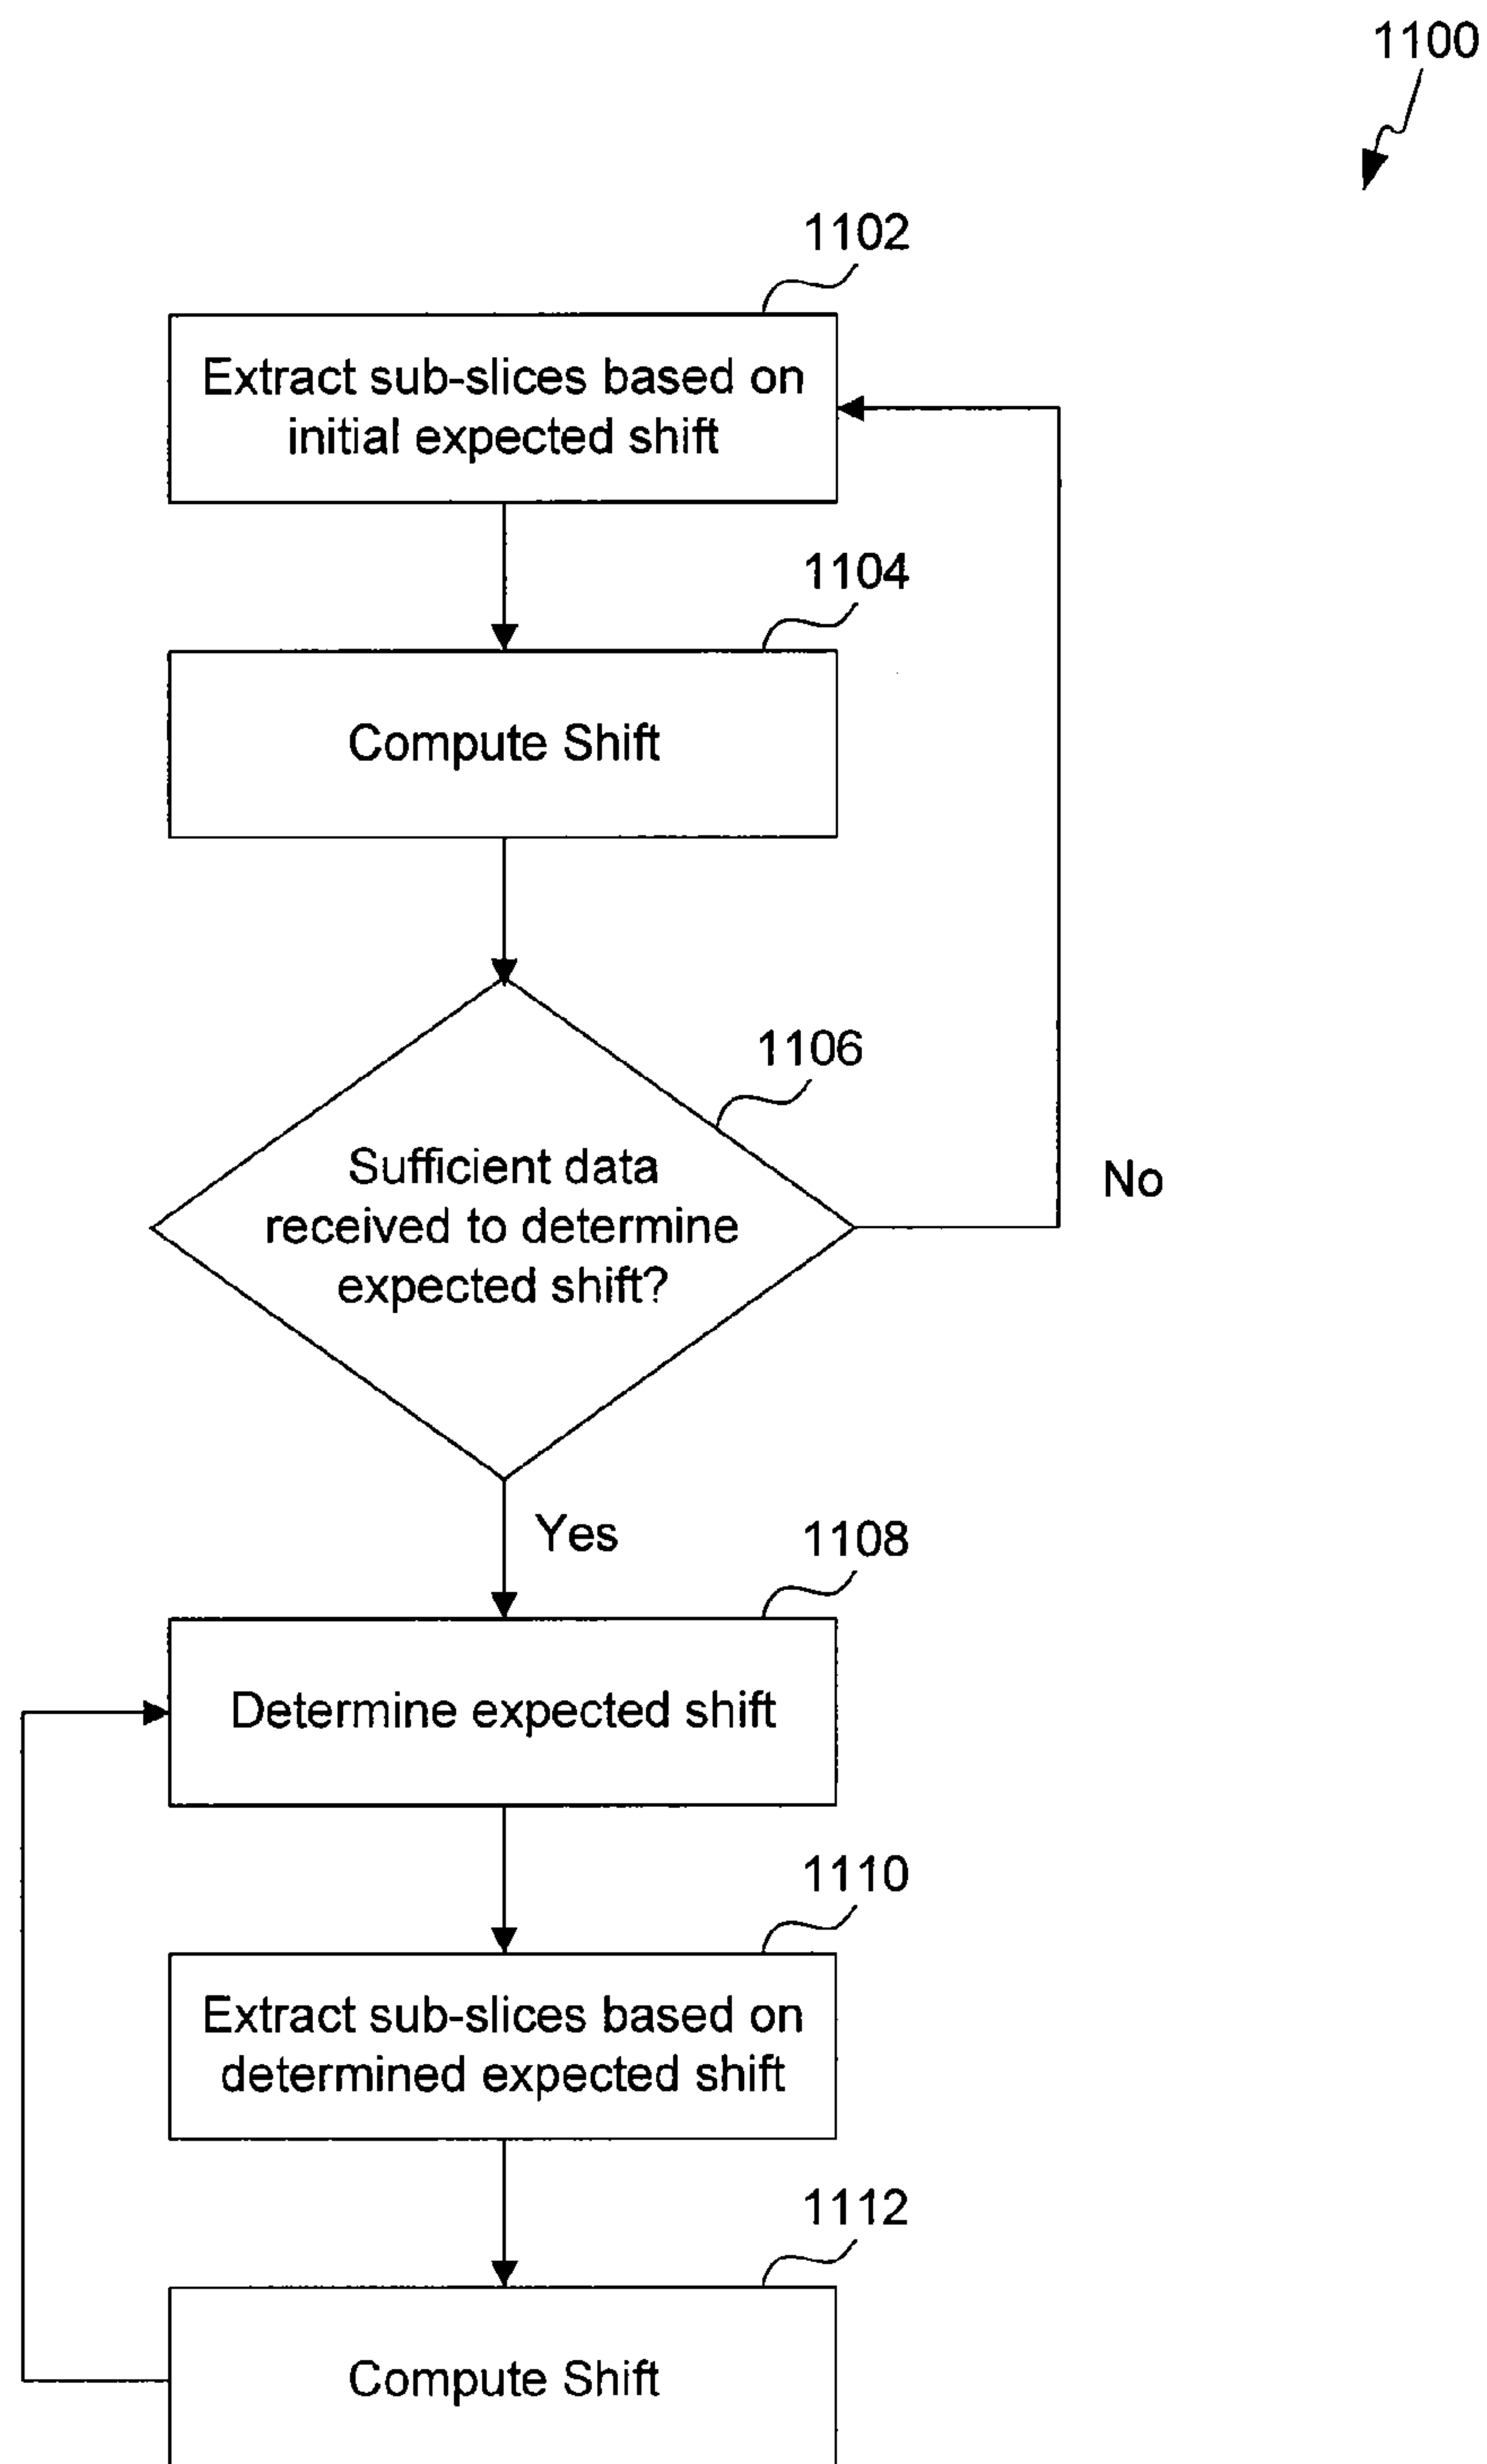 1100
1102
Extract sub-slices based on
initial expected shift
1104
Compute Shift
1106
Sufficient data
received to determine
expected shift?
No
Yes
1108
Determine expected shift
1110
Extract sub-slices based on
determined expected shift
1112
Compute Shift